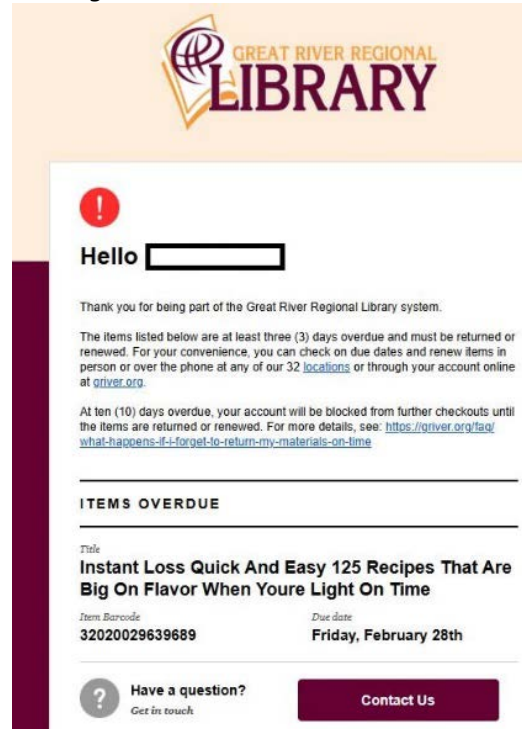 GREAT RIVER REGIONAL
LIBRARY
!
Hello
Thank you for being part of the Great River Regional Library system.
The items listed below are at least three (3) days overdue and must be returned or
renewed. For your convenience, you can check on due dates and renew items in
person or over the phone at any of our 32 locations or through your account online
at griver.org.
At ten (10) days overdue, your account will be blocked from further checkouts until
the items are returned or renewed. For more details, see: https://griver.org/faq/
what-happens-if-i-forget-to-return-my-materials-on-time
ITEMS OVERDUE
Title
Instant Loss Quick And Easy 125 Recipes That Are
Big On Flavor When Youre Light On Time
Item Barcode Due date
32020029639689 Friday, February 28th
? Have a question? Contact Us
Get in touch